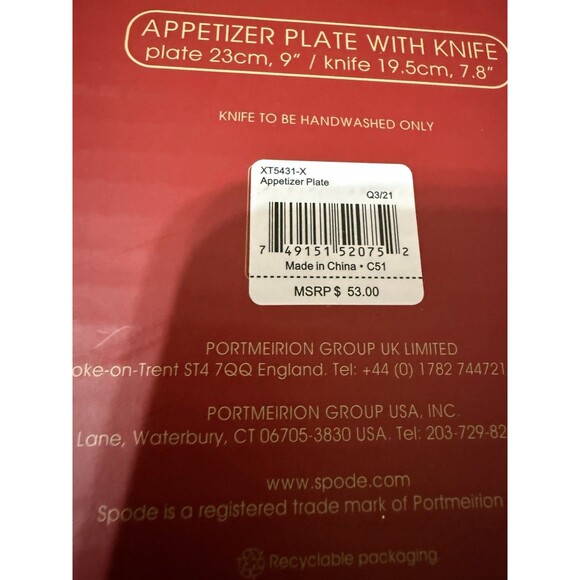 APPETIZER PLATE WITH KNIFE
plate 23cm, 9” / knife 19.5cm, 7.8”
KNIFE TO BE HANDWASHED ONLY
XT5431-X
Appetizer Plate
Q3/21
7 49151 52075 2
Made in China • C51
MSRP $ 53.00
PORTMEIRION GROUP UK LIMITED
oke-on-Trent ST4 7QQ England. Tel: +44 (0) 1782 744721
PORTMEIRION GROUP USA, INC.
Lane, Waterbury, CT 06705-3830 USA. Tel: 203-729-82
www.spode.com
Spode is a registered trade mark of Portmeirion
Recyclable packaging.